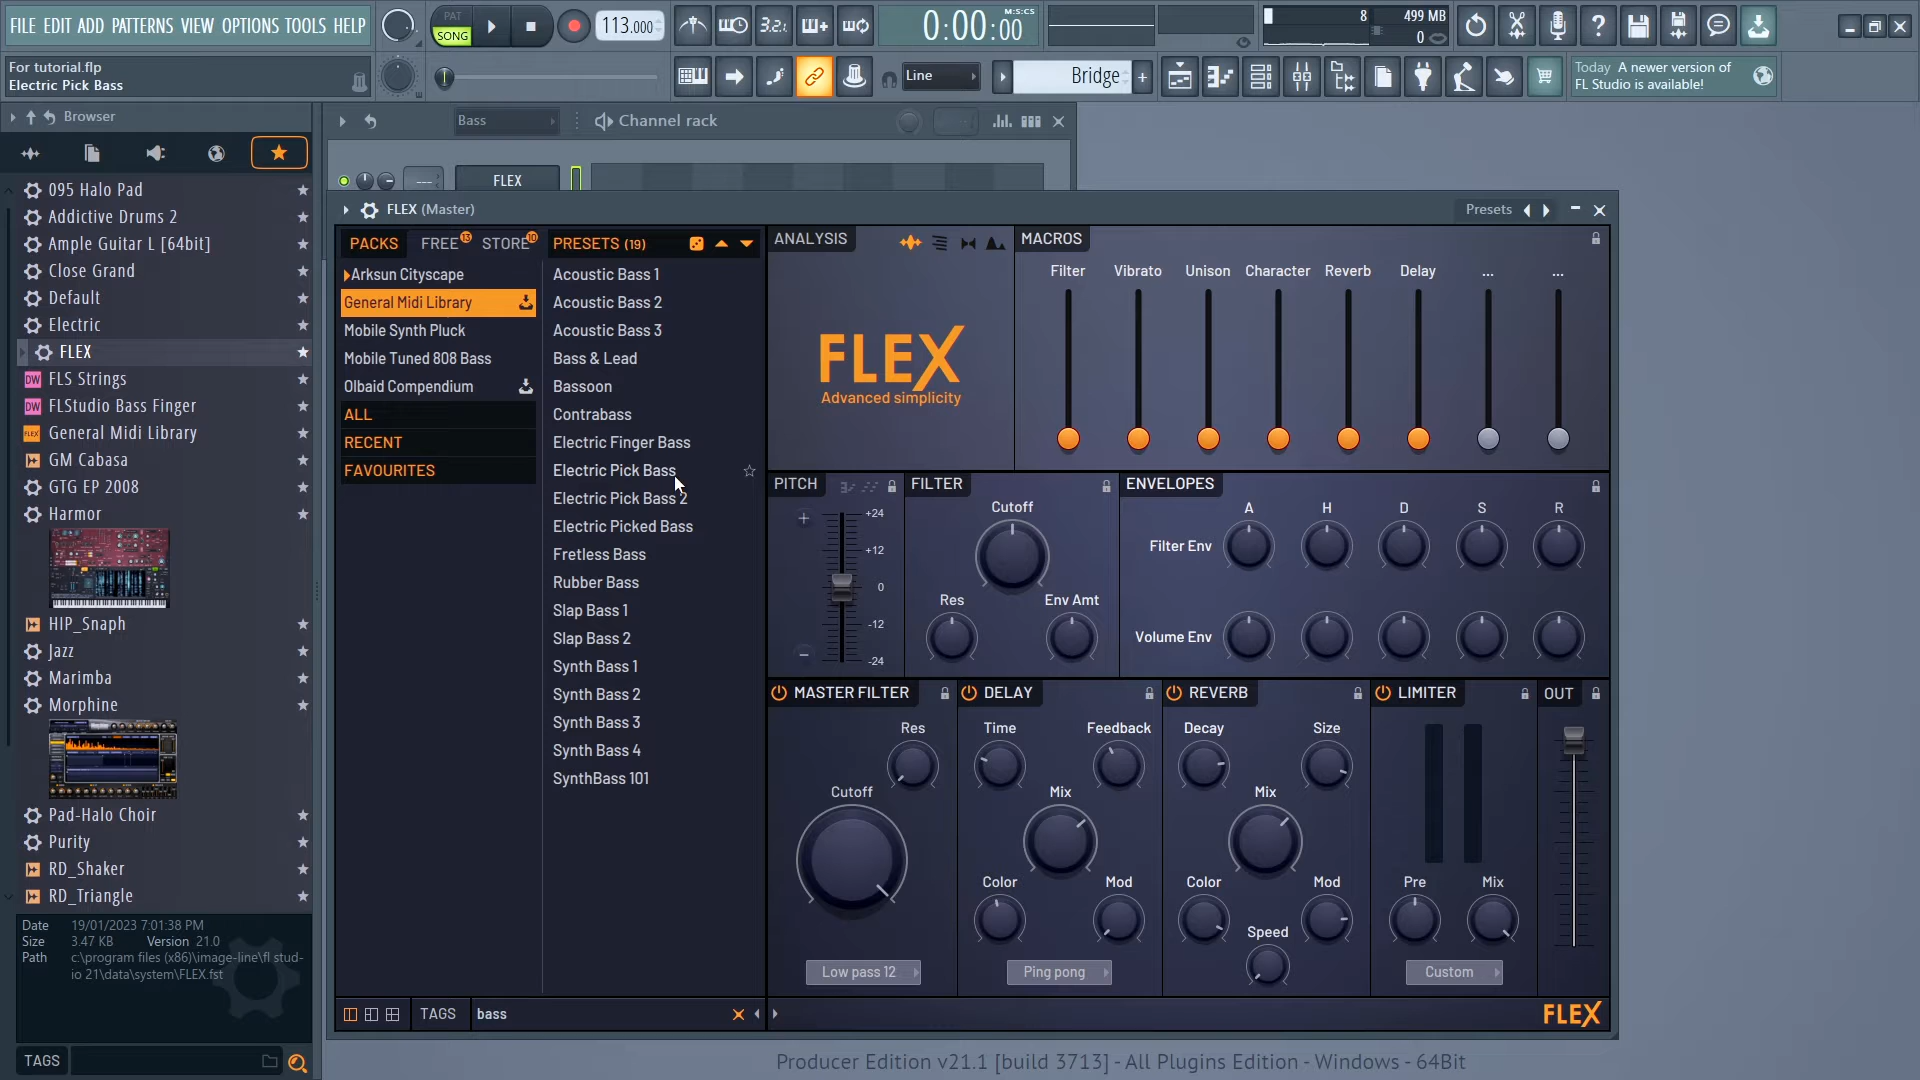 FILE EDIT ADD PATTERNS VIEW OPTIONS TOOLS HELP
PAT
SONG
113.000
3.2.
0:00:00
M:S:CS
8
499 MB
0
For tutorial.flp
Electric Pick Bass
Line
Bridge
Today A newer version of
FL Studio is available!
Browser
Bass
Channel rack
FLEX
095 Halo Pad
Addictive Drums 2
Ample Guitar L [64bit]
Close Grand
Default
Electric
FLEX
FLS Strings
FLStudio Bass Finger
General Midi Library
GM Cabasa
GTG EP 2008
Harmor
HIP_Snaph
Jazz
Marimba
Morphine
Pad-Halo Choir
Purity
RD_Shaker
RD_Triangle
Date 19/01/2023 7:01:38 PM
Size 3.47 KB Version 21.0
Path c:\program files (x86)\image-line\fl stud-
io 21\data\system\FLEX.fst
TAGS
FLEX (Master)
Presets
PACKS FREE 13 STORE 10
Arksun Cityscape
General Midi Library
Mobile Synth Pluck
Mobile Tuned 808 Bass
Olbaid Compendium
ALL
RECENT
FAVOURITES
PRESETS (19)
Acoustic Bass 1
Acoustic Bass 2
Acoustic Bass 3
Bass & Lead
Bassoon
Contrabass
Electric Finger Bass
Electric Pick Bass
Electric Pick Bass 2
Electric Picked Bass
Fretless Bass
Rubber Bass
Slap Bass 1
Slap Bass 2
Synth Bass 1
Synth Bass 2
Synth Bass 3
Synth Bass 4
SynthBass 101
TAGS bass
ANALYSIS
FLEX
Advanced simplicity
MACROS
Filter Vibrato Unison Character Reverb Delay ... ...
PITCH
+24
+12
0
-12
-24
FILTER
Cutoff
Res Env Amt
ENVELOPES
A H D S R
Filter Env
Volume Env
MASTER FILTER
Res
Cutoff
Low pass 12
DELAY
Time Feedback
Mix
Color Mod
Ping pong
REVERB
Decay Size
Mix
Color Mod
Speed
LIMITER
Pre Mix
Custom
OUT
FLEX
Producer Edition v21.1 [build 3713] - All Plugins Edition - Windows - 64Bit